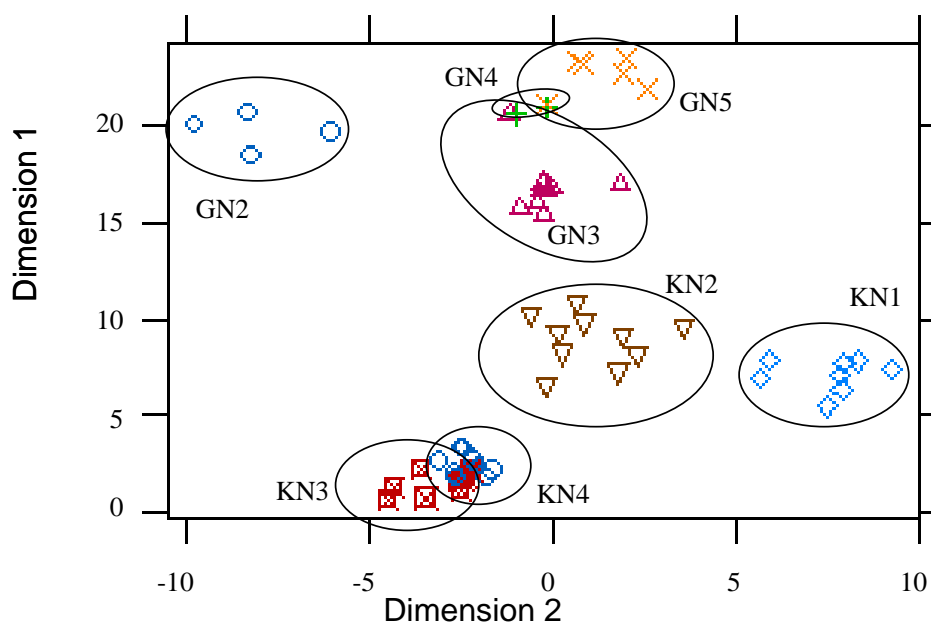 GN4
GN5
20
GN2
15
GN3
KN2
KN1
10
5
KN3
KN4
0
-10
-5
0
5
10
Dimension 2
Dimension 1